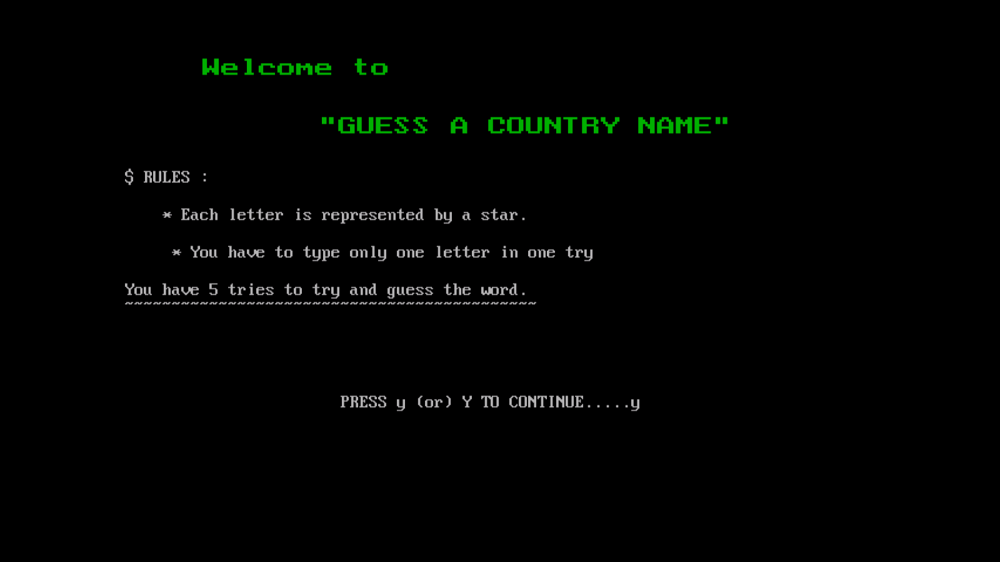 Welcome to
"GUESS A COUNTRY NAME"
$ RULES :
* Each letter is represented by a star.
* You have to type only one letter in one try
You have 5 tries to try and guess the word.
~~~~~~~~~~~~~~~~~~~~~~~~~~~~~~~~~~~~~~~~~~~~
PRESS y (or) Y TO CONTINUE.....y